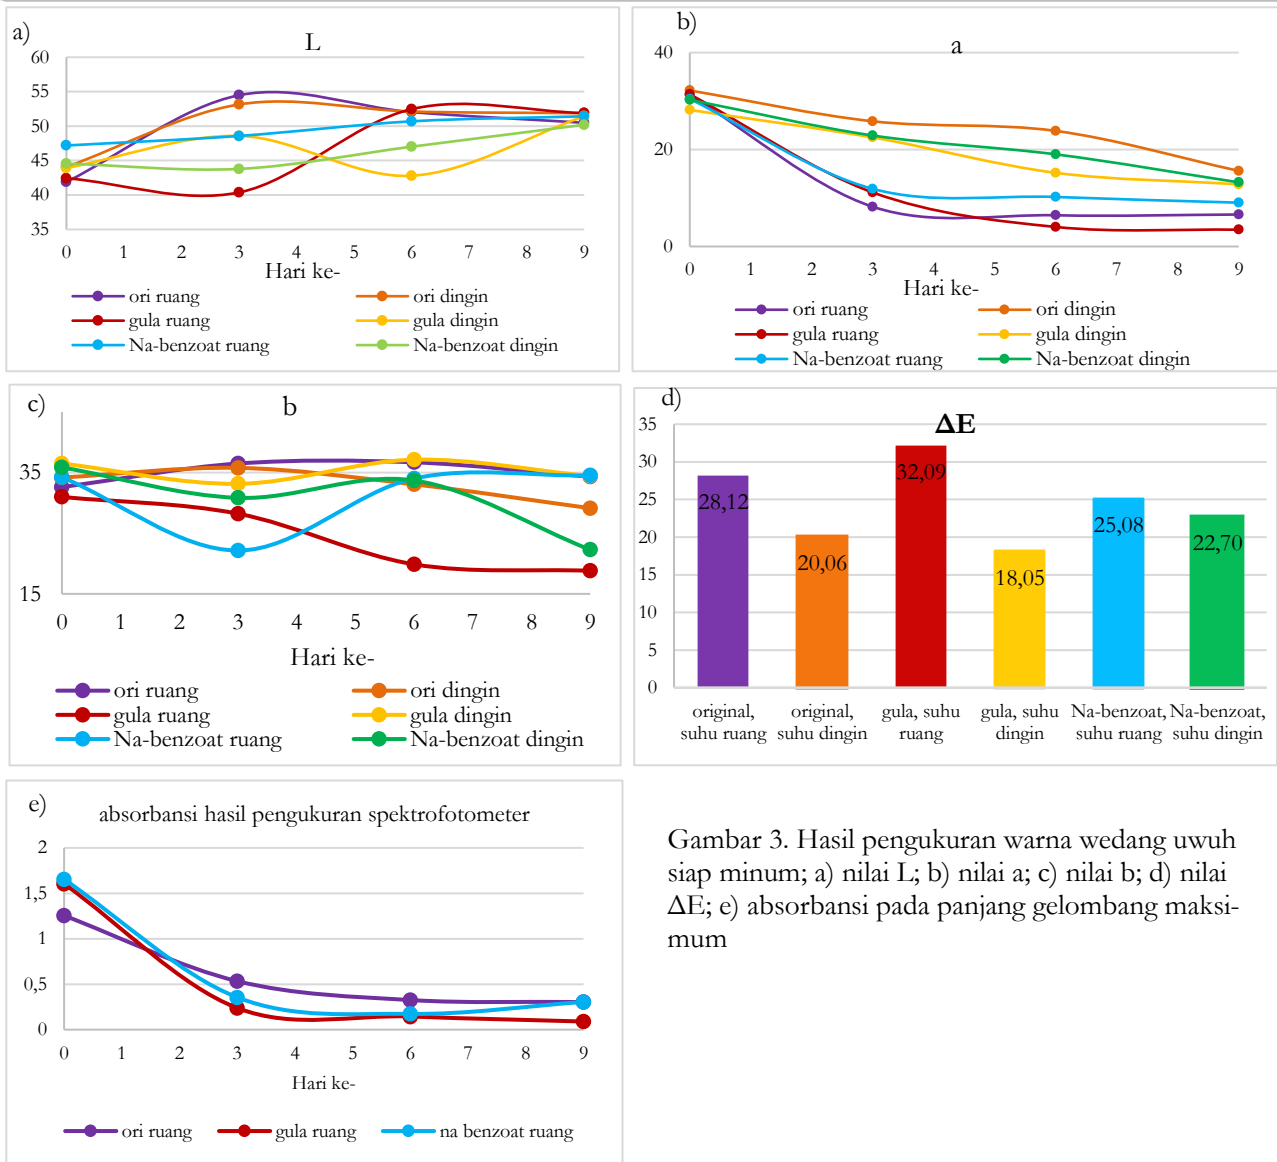 a)
L
60
55
50
45
40
35
0 1 2 3 4 5 6 7 8 9
Hari ke-
ori ruang ori dingin
gula ruang gula dingin
Na-benzoat ruang Na-benzoat dingin
b)
a
40
20
0
0 1 2 3 4 5 6 7 8 9
Hari ke-
ori ruang ori dingin
gula ruang gula dingin
Na-benzoat ruang Na-benzoat dingin
c)
b
35
15
0 1 2 3 4 5 6 7 8 9
Hari ke-
ori ruang ori dingin
gula ruang gula dingin
Na-benzoat ruang Na-benzoat dingin
d)
ΔE
35
30
25
20
15
10
5
0
28,12
20,06
32,09
18,05
25,08
22,70
original, suhu ruang
original, suhu dingin
gula, suhu ruang
gula, suhu dingin
Na-benzoat, suhu ruang
Na-benzoat, suhu dingin
e)
absorbansi hasil pengukuran spektrofotometer
2
1,5
1
0,5
0
0 1 2 3 4 5 6 7 8 9
Hari ke-
ori ruang gula ruang na benzoat ruang
Gambar 3. Hasil pengukuran warna wedang uwuh
siap minum; a) nilai L; b) nilai a; c) nilai b; d) nilai
ΔE; e) absorbansi pada panjang gelombang maksi-
mum